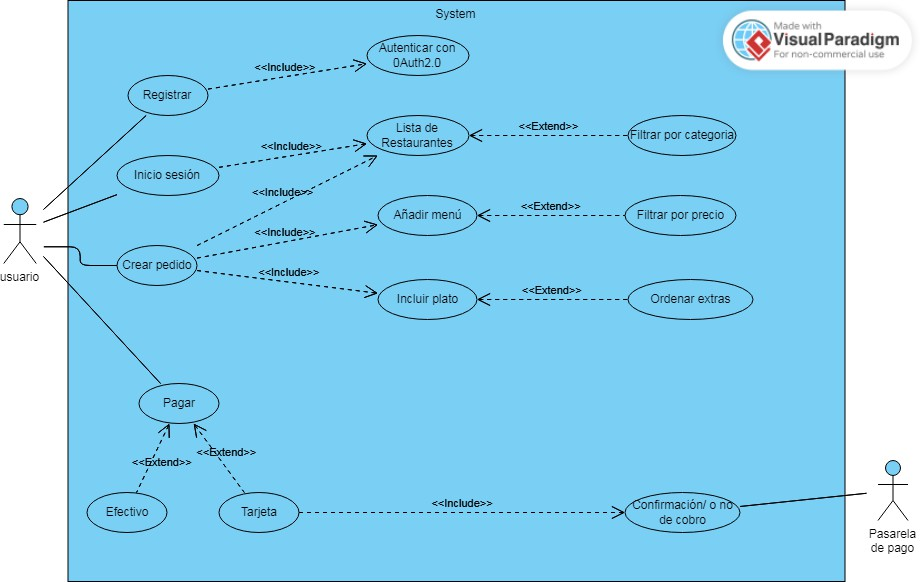 System
Made with
VisualParadigm
For non-commercial use
Autenticar con
0Auth2.0
<<Include>>
Registrar
Lista de
Restaurantes
<<Extend>>
Filtrar por categoria
<<Include>>
Inicio sesión
<<Include>>
Añadir menú
<<Extend>>
Filtrar por precio
<<Include>>
Crear pedido
<<Include>>
usuario
Incluir plato
<<Extend>>
Ordenar extras
Pagar
<<Extend>>
<<Extend>>
Efectivo
Tarjeta
<<Include>>
Confirmación/ o no
de cobro
Pasarela
de pago